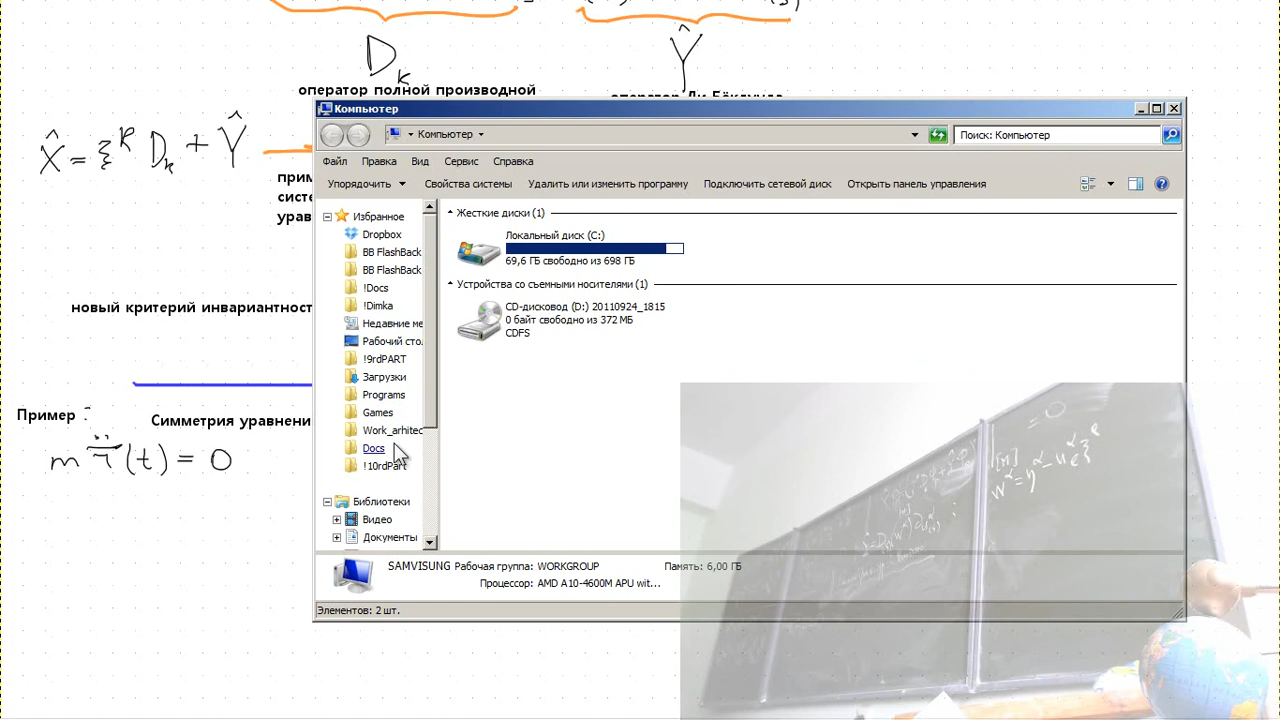 D_k
Ŷ
оператор полной производной
X̂ = ξ^k D_k + Ŷ
новый критерий инвариантност
Пример
Симметрия уравнени
m r̈(t) = 0
Компьютер
Компьютер
Поиск: Компьютер
Файл Правка Вид Сервис Справка
Упорядочить Свойства системы Удалить или изменить программу Подключить сетевой диск Открыть панель управления
Избранное
Dropbox
BB FlashBack
BB FlashBack
!Docs
!Dimka
Недавние ме
Рабочий сто.
!9rdPART
Загрузки
Programs
Games
Work_arhitec
Docs
!10rdPart
Библиотеки
Видео
Документы
Жесткие диски (1)
Локальный диск (C:)
69,6 ГБ свободно из 698 ГБ
Устройства со съемными носителями (1)
CD-дисковод (D:) 20110924_1815
0 байт свободно из 372 МБ
CDFS
SAMVISUNG Рабочая группа: WORKGROUP Память: 6,00 ГБ
Процессор: AMD A10-4600M APU wit...
Элементов: 2 шт.
= 0